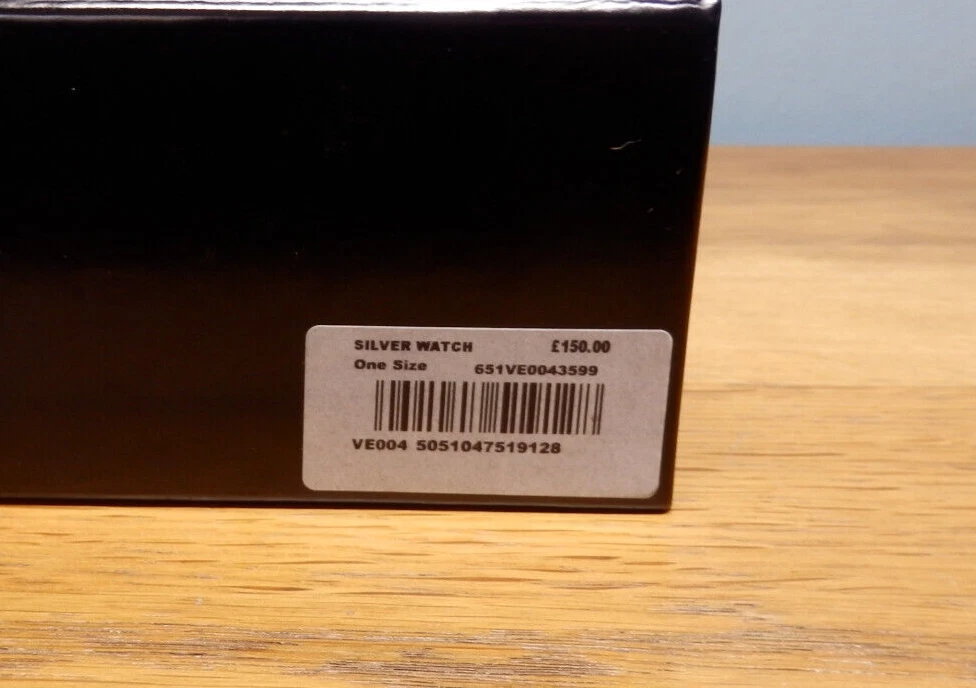 SILVER WATCH £150.00
One Size 651VE0043599
VE004 5051047519128